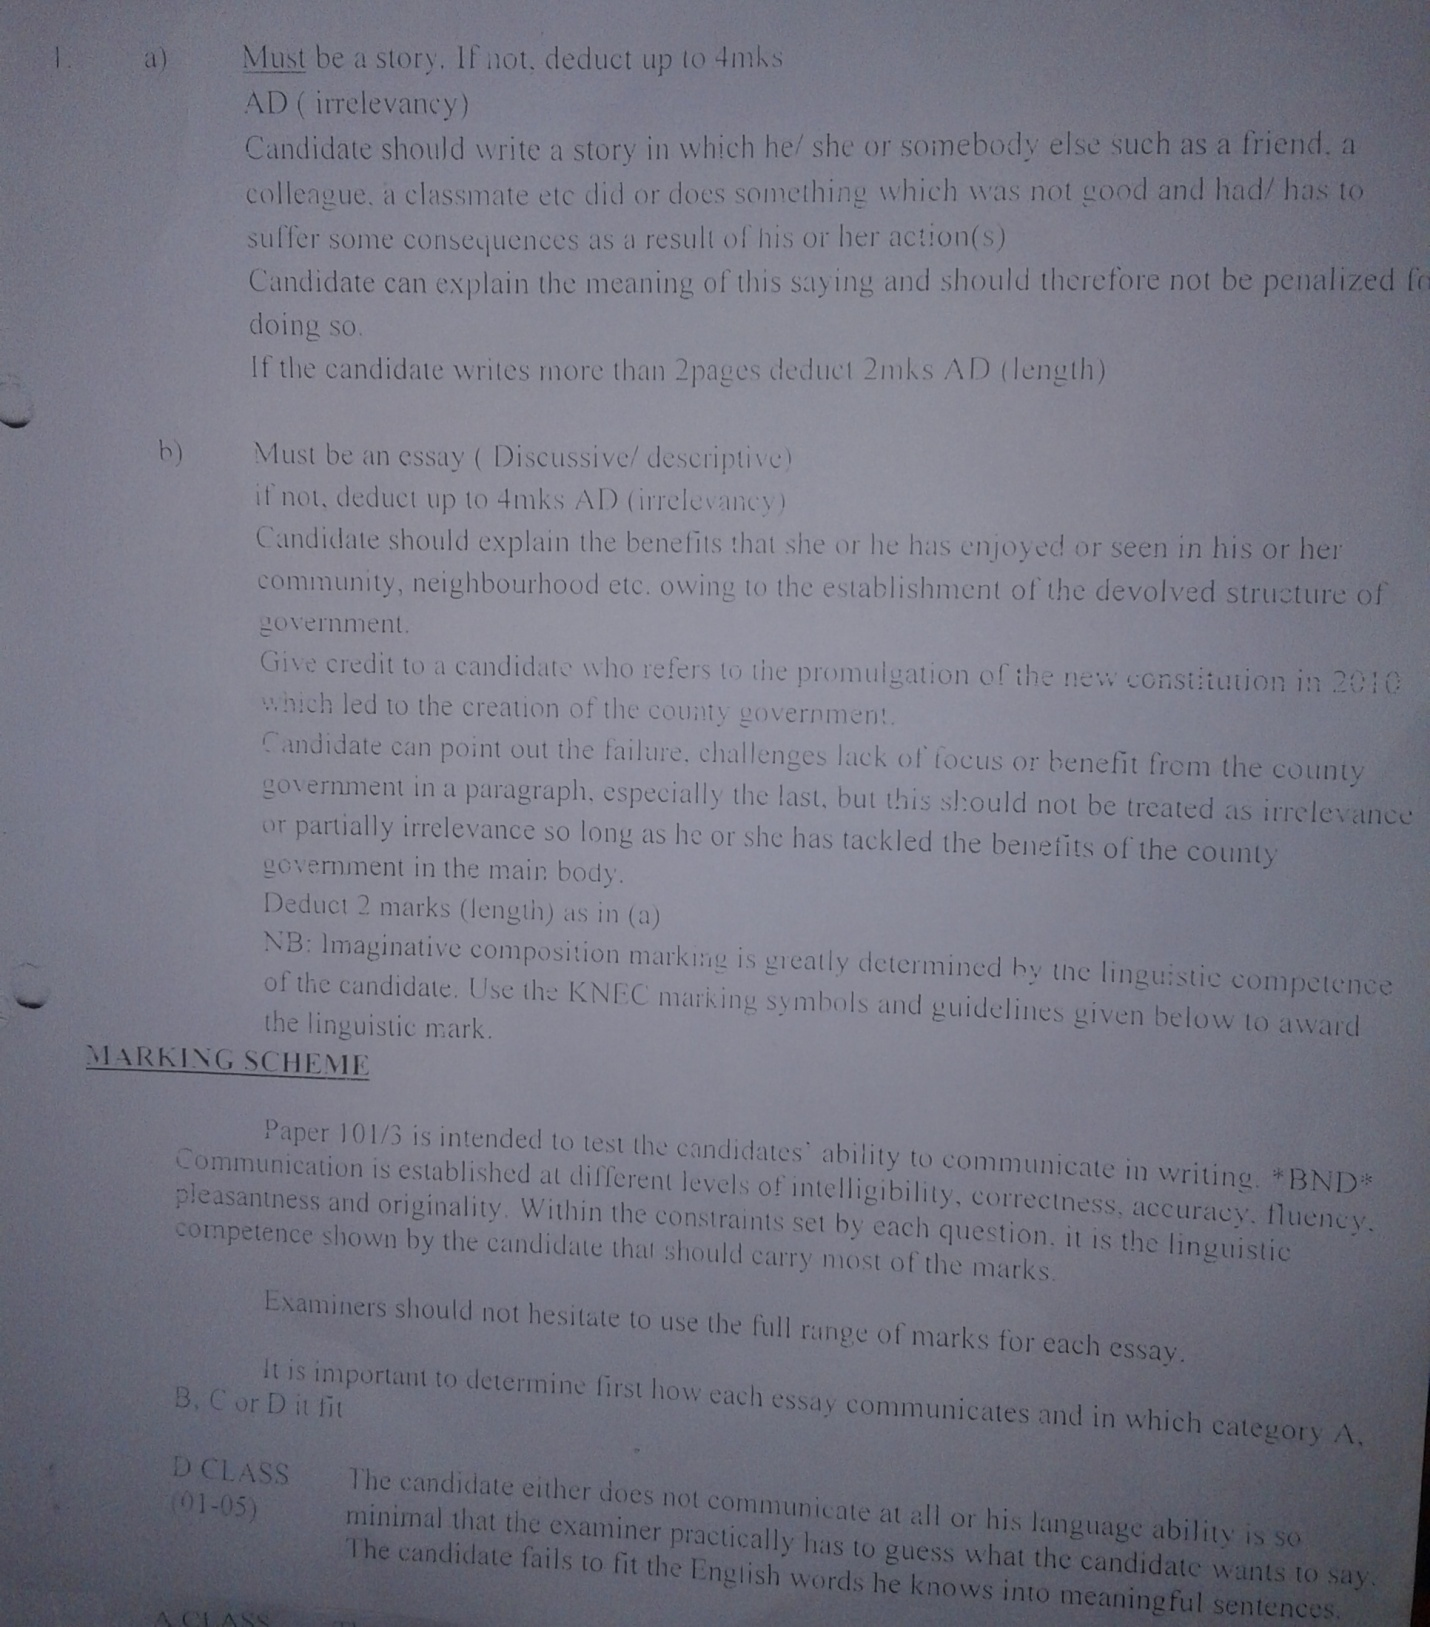 1. a) Must be a story. If not, deduct up to 4mks
AD ( irrelevancy)
Candidate should write a story in which he/ she or somebody else such as a friend, a
colleague, a classmate etc did or does something which was not good and had/ has to
suffer some consequences as a result of his or her action(s)
Candidate can explain the meaning of this saying and should therefore not be penalized fo
doing so.
If the candidate writes more than 2pages deduct 2mks AD (length)
b) Must be an essay ( Discussive/ descriptive)
if not, deduct up to 4mks AD (irrelevancy)
Candidate should explain the benefits that she or he has enjoyed or seen in his or her
community, neighbourhood etc. owing to the establishment of the devolved structure of
government.
Give credit to a candidate who refers to the promulgation of the new constitution in 2010
which led to the creation of the county government.
Candidate can point out the failure, challenges lack of focus or benefit from the county
government in a paragraph, especially the last, but this should not be treated as irrelevance
or partially irrelevance so long as he or she has tackled the benefits of the county
government in the main body.
Deduct 2 marks (length) as in (a)
NB: Imaginative composition marking is greatly determined by the linguistic competence
of the candidate. Use the KNEC marking symbols and guidelines given below to award
the linguistic mark.
MARKING SCHEME
Paper 101/3 is intended to test the candidates' ability to communicate in writing. *BND*
Communication is established at different levels of intelligibility, correctness, accuracy, fluency,
pleasantness and originality. Within the constraints set by each question, it is the linguistic
competence shown by the candidate that should carry most of the marks.
Examiners should not hesitate to use the full range of marks for each essay.
It is important to determine first how each essay communicates and in which category A,
B, C or D it fit
D CLASS The candidate either does not communicate at all or his language ability is so
(01-05) minimal that the examiner practically has to guess what the candidate wants to say.
The candidate fails to fit the English words he knows into meaningful sentences.
A CLASS